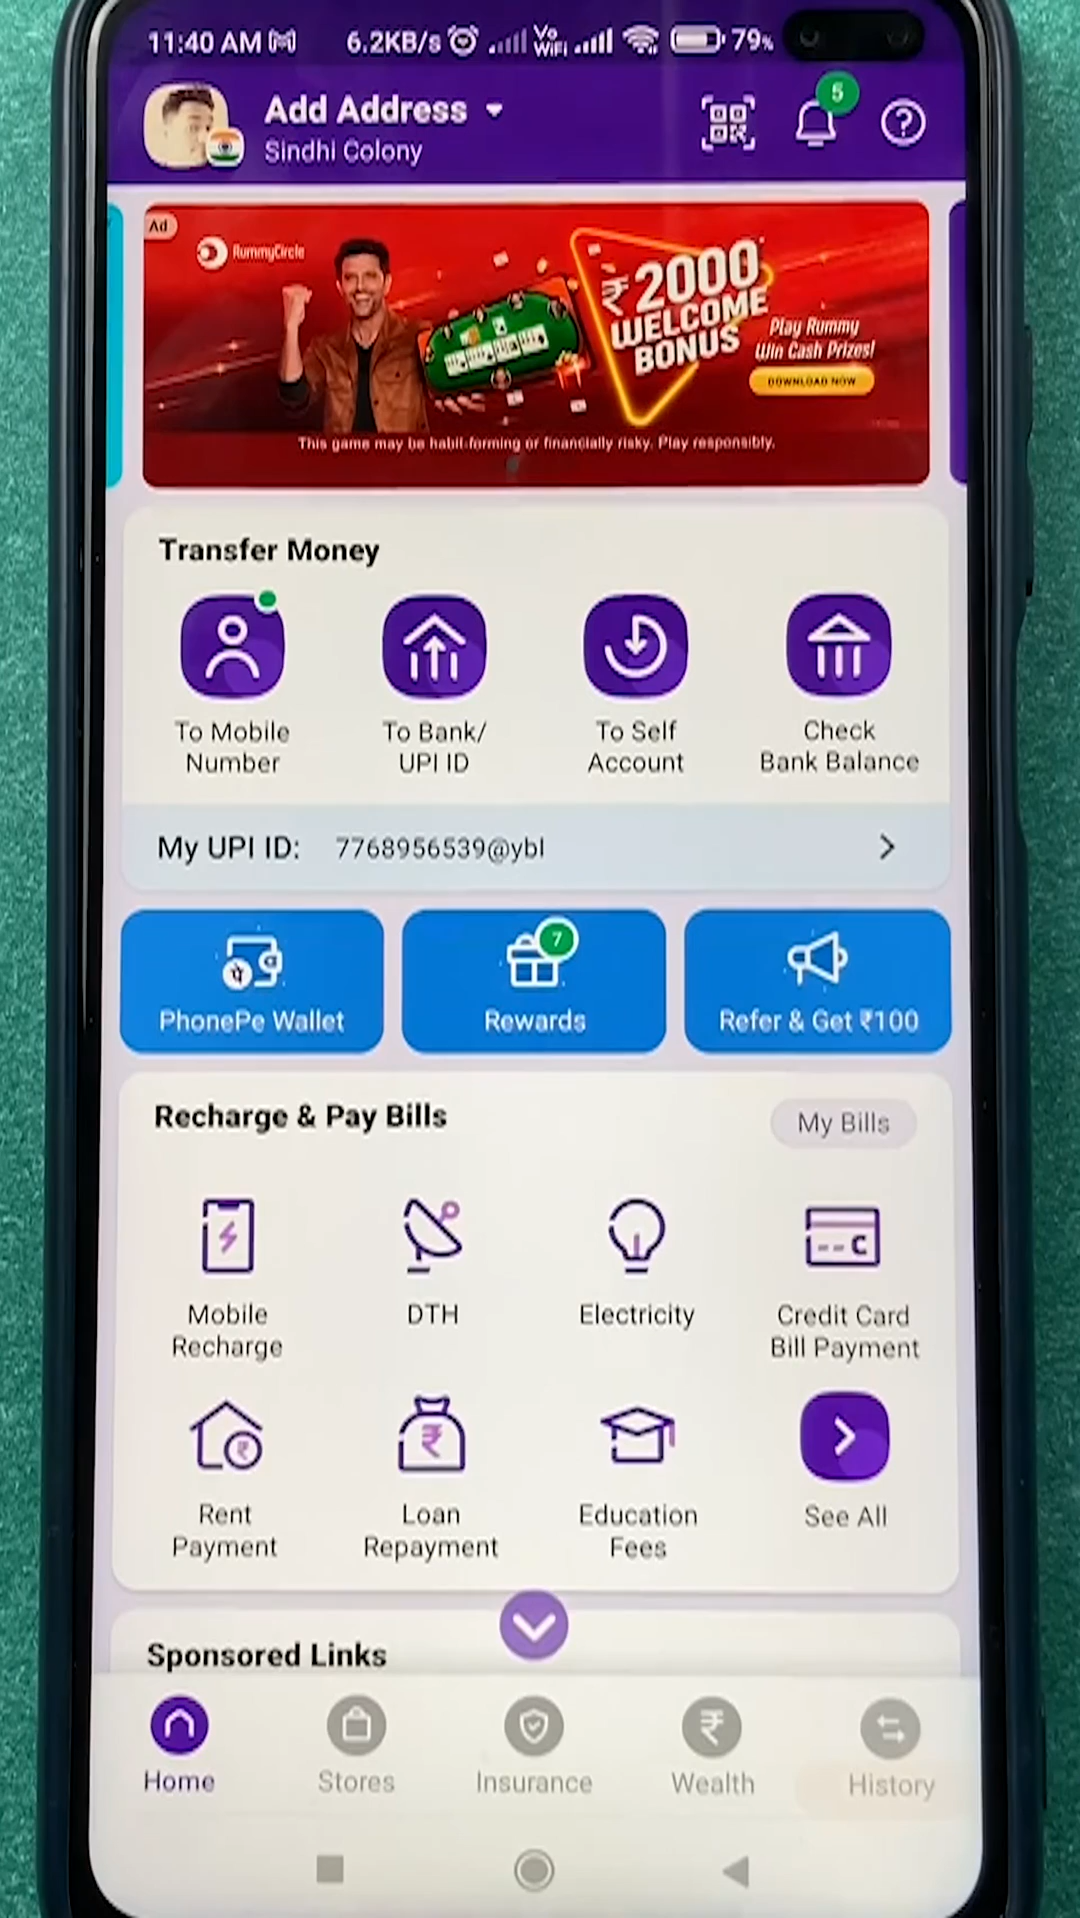 11:40 AM 6.2KB/s Vo WiFi 79%
Add Address
Sindhi Colony
5
Ad
RummyCircle
₹2000
WELCOME
BONUS
Play Rummy
Win Cash Prizes!
DOWNLOAD NOW
This game may be habit-forming or financially risky. Play responsibly.
Transfer Money
To Mobile
Number
To Bank/
UPI ID
To Self
Account
Check
Bank Balance
My UPI ID: 7768956539@ybl
PhonePe Wallet
7
Rewards
Refer & Get ₹100
Recharge & Pay Bills
My Bills
Mobile
Recharge
DTH
Electricity
C
Credit Card
Bill Payment
₹
Rent
Payment
₹
Loan
Repayment
Education
Fees
See All
Sponsored Links
Home
Stores
Insurance
₹
Wealth
History